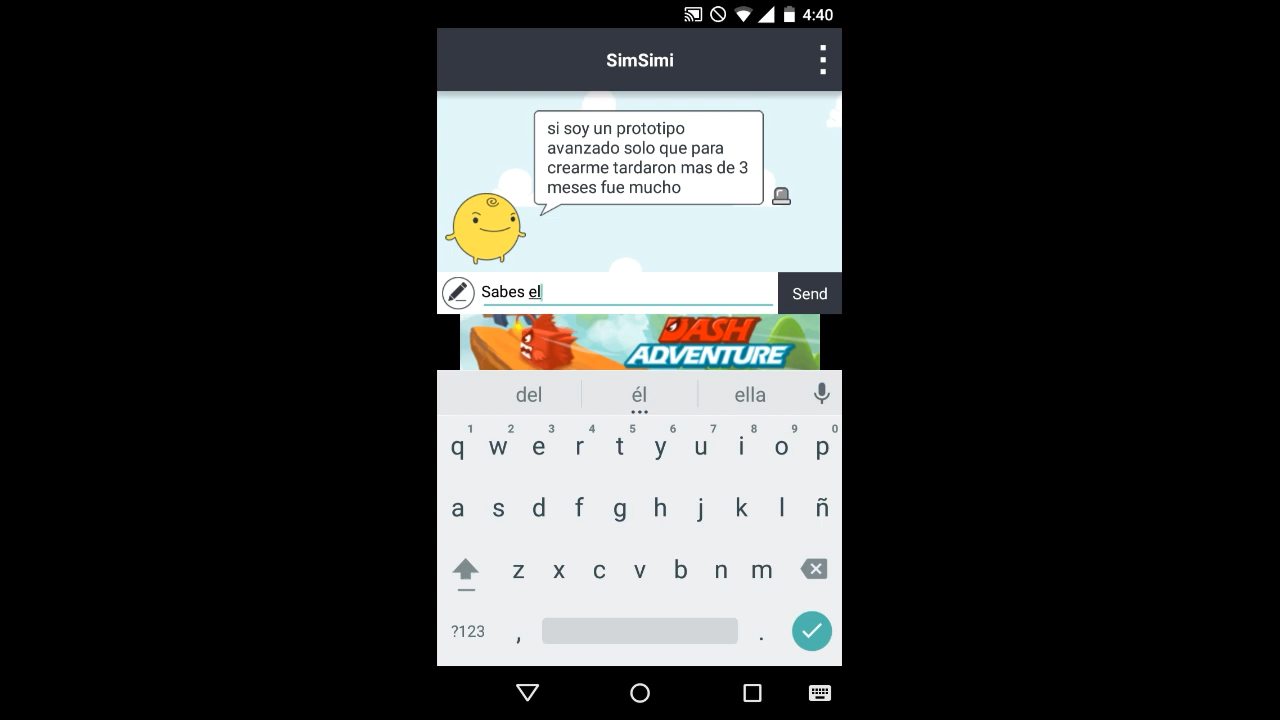 4:40
SimSimi
si soy un prototipo
avanzado solo que para
crearme tardaron mas de 3
meses fue mucho
Sabes el
Send
DASH
ADVENTURE
del él ella
1 2 3 4 5 6 7 8 9 0
q w e r t y u i o p
a s d f g h j k l ñ
z x c v b n m
?123 , .